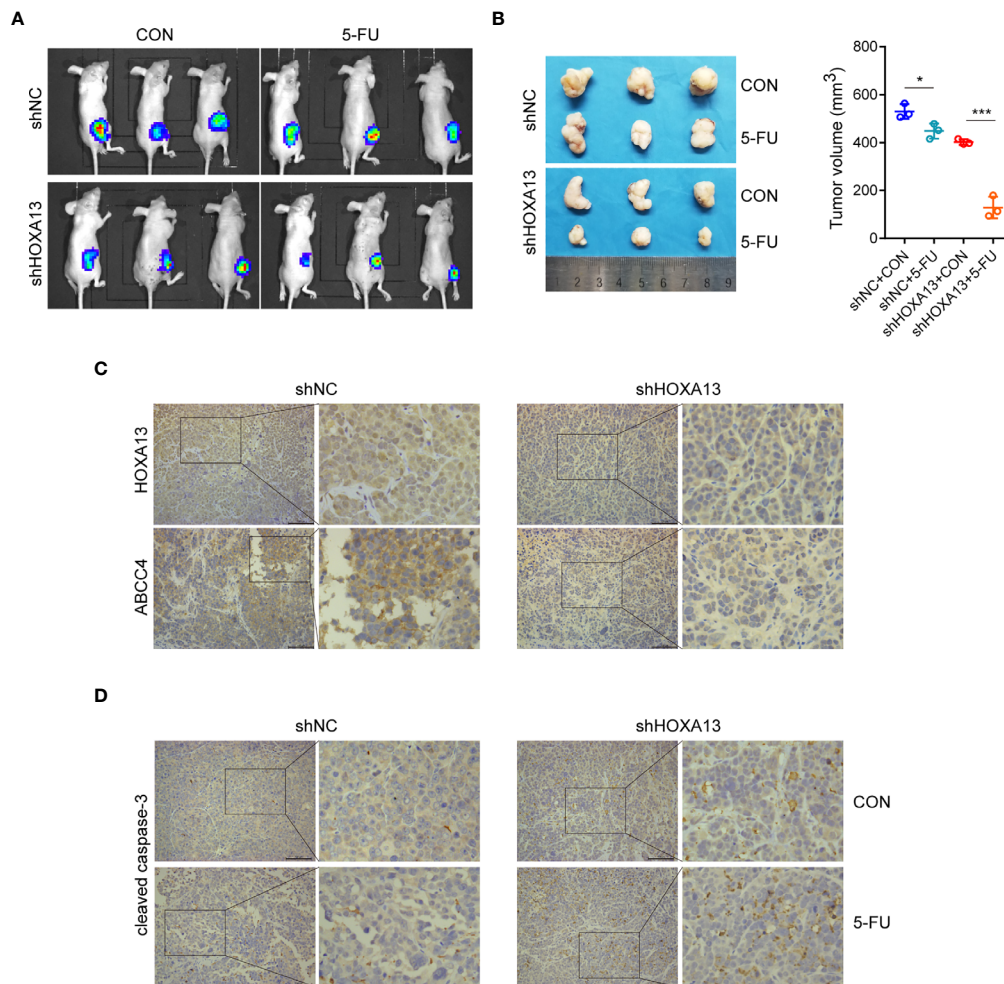 A
CON
5-FU
shNC
shHOXA13
B
shNC
shHOXA13
CON
5-FU
CON
5-FU
1 2 3 4 5 6 7 8 9
Tumor volume (mm3)
800
600
400
200
0
*
***
shNC+CON
shNC+5-FU
shHOXA13+CON
shHOXA13+5-FU
C
shNC
shHOXA13
HOXA13
ABCC4
D
shNC
shHOXA13
cleaved caspase-3
CON
5-FU